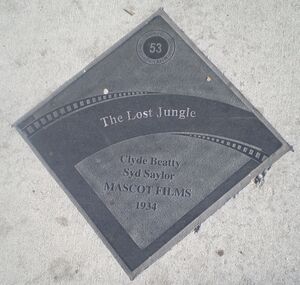 53
The Lost Jungle
Clyde Beatty
Syd Saylor
MASCOT FILMS
1934